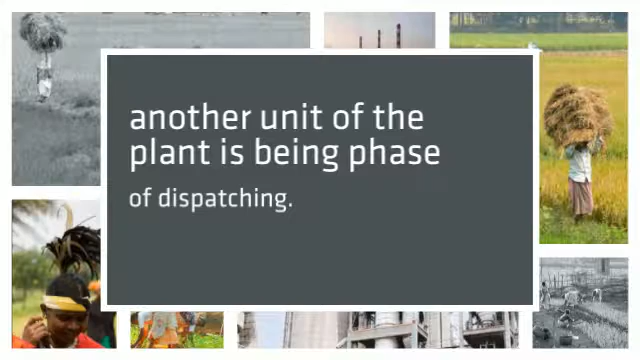 another unit of the
plant is being phase
of dispatching.